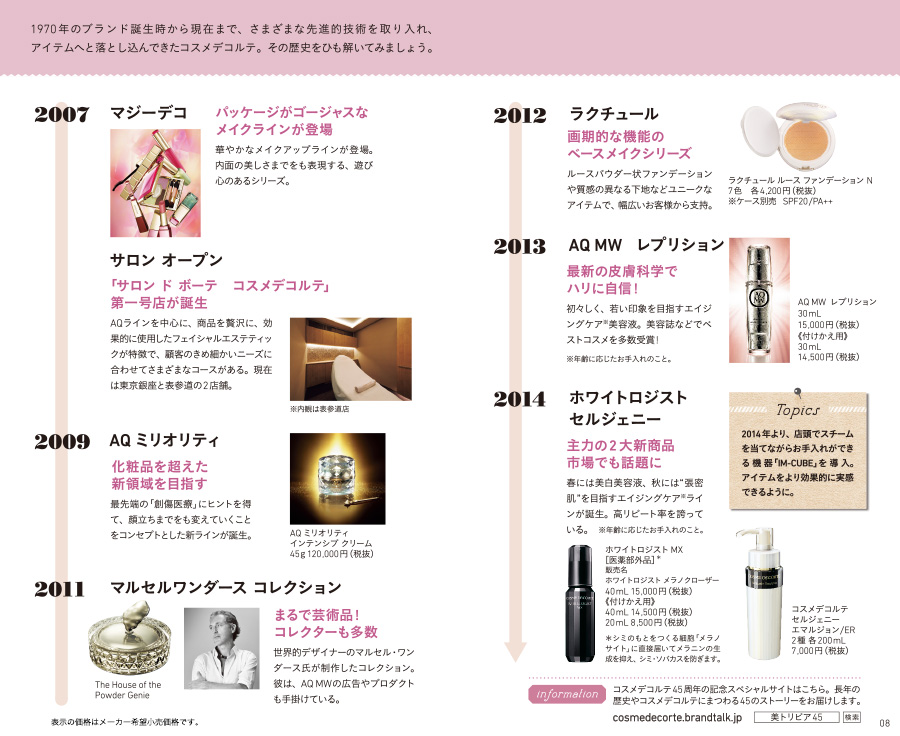 1970年のブランド誕生時から現在まで、さまざまな先進的技術を取り入れ、
アイテムへと落とし込んできたコスメデコルテ。その歴史をひも解いてみましょう。
2007
マジーデコ
パッケージがゴージャスな
メイクラインが登場
華やかなメイクアップラインが登場。
内面の美しさまでをも表現する、遊び
心のあるシリーズ。
サロン オープン
「サロン ド ボーテ　コスメデコルテ」
第一号店が誕生
AQラインを中心に、商品を贅沢に、効
果的に使用したフェイシャルエステティッ
クが特徴で、顧客のきめ細かいニーズに
合わせてさまざまなコースがある。現在
は東京銀座と表参道の2店舗。
※内観は表参道店
2009
AQ ミリオリティ
化粧品を超えた
新領域を目指す
最先端の「創傷医療」にヒントを得
て、顔立ちまでをも変えていくこと
をコンセプトとした新ラインが誕生。
AQ ミリオリティ
インテンシブ クリーム
45g 120,000円（税抜）
2011
マルセルワンダース コレクション
まるで芸術品！
コレクターも多数
世界的デザイナーのマルセル・ワン
ダース氏が制作したコレクション。
彼は、AQ MWの広告やプロダクト
も手掛けている。
The House of the
Powder Genie
表示の価格はメーカー希望小売価格です。
2012
ラクチュール
画期的な機能の
ベースメイクシリーズ
ルースパウダー状ファンデーション
や質感の異なる下地などユニークな
アイテムで、幅広いお客様から支持。
ラクチュール ルース ファンデーション N
7色　各4,200円（税抜）
※ケース別売　SPF20/PA++
2013
AQ MW　レプリション
最新の皮膚科学で
ハリに自信！
初々しく、若い印象を目指すエイジ
ングケア※美容液。美容誌などでベ
ストコスメを多数受賞！
※年齢に応じたお手入れのこと。
AQ MW
AQ MW レプリション
30mL
15,000円（税抜）
《付けかえ用》
30mL
14,500円（税抜）
2014
ホワイトロジスト
セルジェニー
主力の2大新商品
市場でも話題に
春には美白美容液、秋には“張密
肌”を目指すエイジングケア※ライ
ンが誕生。高リピート率を誇って
いる。　※年齢に応じたお手入れのこと。
Topics
2014年より、店頭でスチーム
を当てながらお手入れができ
る機器「IM-CUBE」を導入。
アイテムをより効果的に実感
できるように。
COSME DECORTE
ホワイトロジスト MX
［医薬部外品］＊
販売名
ホワイトロジスト メラノクローザー
40mL 15,000円（税抜）
《付けかえ用》
40mL 14,500円（税抜）
20mL 8,500円（税抜）
＊シミのもとをつくる細胞「メラノ
サイト」に直接届いてメラニンの生
成を抑え、シミ・ソバカスを防ぎます。
COSME DECORTE
コスメデコルテ
セルジェニー
エマルジョン/ER
2種 各200mL
7,000円（税抜）
information
コスメデコルテ45周年の記念スペシャルサイトはこちら。長年の
歴史やコスメデコルテにまつわる45のストーリーをお届けします。
cosmedecorte.brandtalk.jp
美トリビア45
検索
08